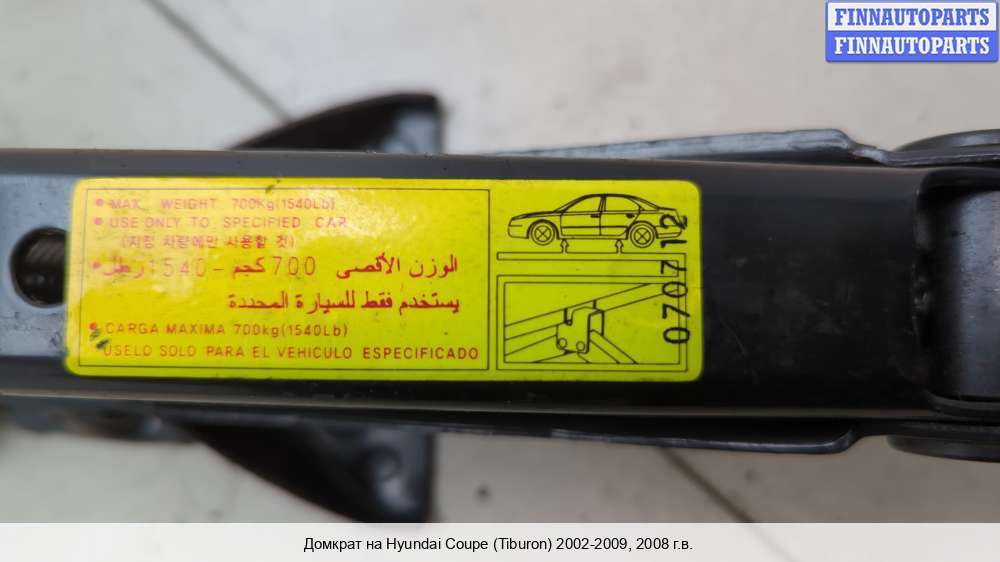 FINNAUTOPARTS
FINNAUTOPARTS
• MAX. WEIGHT 700kg(1540Lb)
• USE ONLY TO SPECIFIED CAR
(지정 차량에만 사용할 것)
• الوزن الأقصى 700 كجم - 1540 رطل
يستخدم فقط للسيارة المحددة
• CARGA MAXIMA 700kg(1540Lb)
USELO SOLO PARA EL VEHICULO ESPECIFICADO
0707 12
Домкрат на Hyundai Coupe (Tiburon) 2002-2009, 2008 г.в.